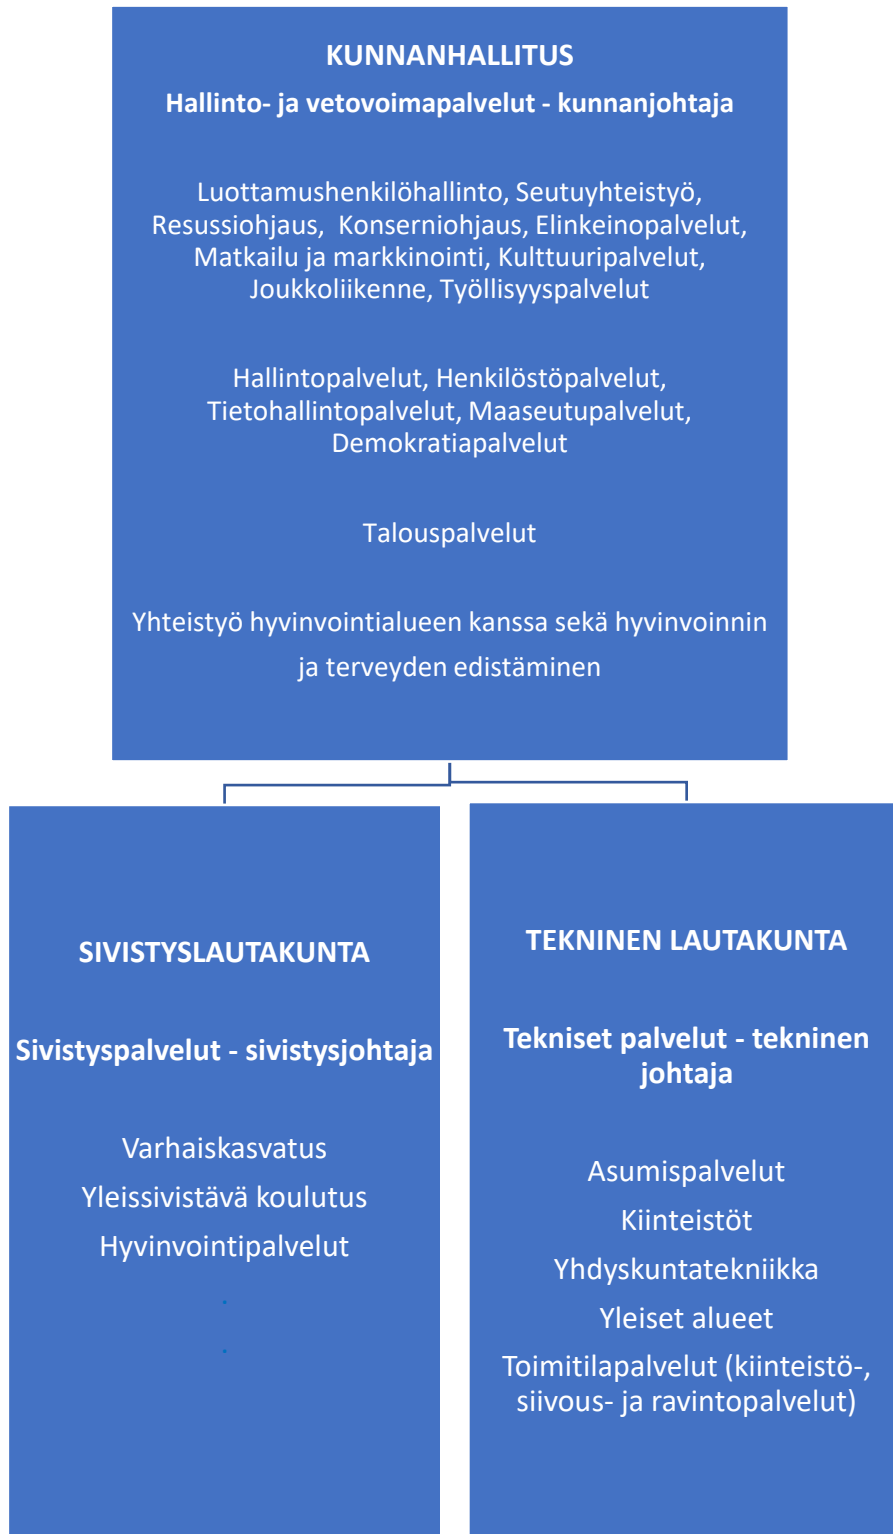 KUNNANHALLITUS
Hallinto- ja vetovoimapalvelut - kunnanjohtaja
Luottamushenkilöhallinto, Seutuyhteistyö,
Resussiohjaus, Konserniohjaus, Elinkeinopalvelut,
Matkailu ja markkinointi, Kulttuuripalvelut,
Joukkoliikenne, Työllisyyspalvelut
Hallintopalvelut, Henkilöstöpalvelut,
Tietohallintopalvelut, Maaseutupalvelut,
Demokratiapalvelut
Talouspalvelut
Yhteistyö hyvinvointialueen kanssa sekä hyvinvoinnin
ja terveyden edistäminen
SIVISTYSLAUTAKUNTA
Sivistyspalvelut - sivistysjohtaja
Varhaiskasvatus
Yleissivistävä koulutus
Hyvinvointipalvelut
.
.
TEKNINEN LAUTAKUNTA
Tekniset palvelut - tekninen
johtaja
Asumispalvelut
Kiinteistöt
Yhdyskuntatekniikka
Yleiset alueet
Toimitilapalvelut (kiinteistö-,
siivous- ja ravintopalvelut)